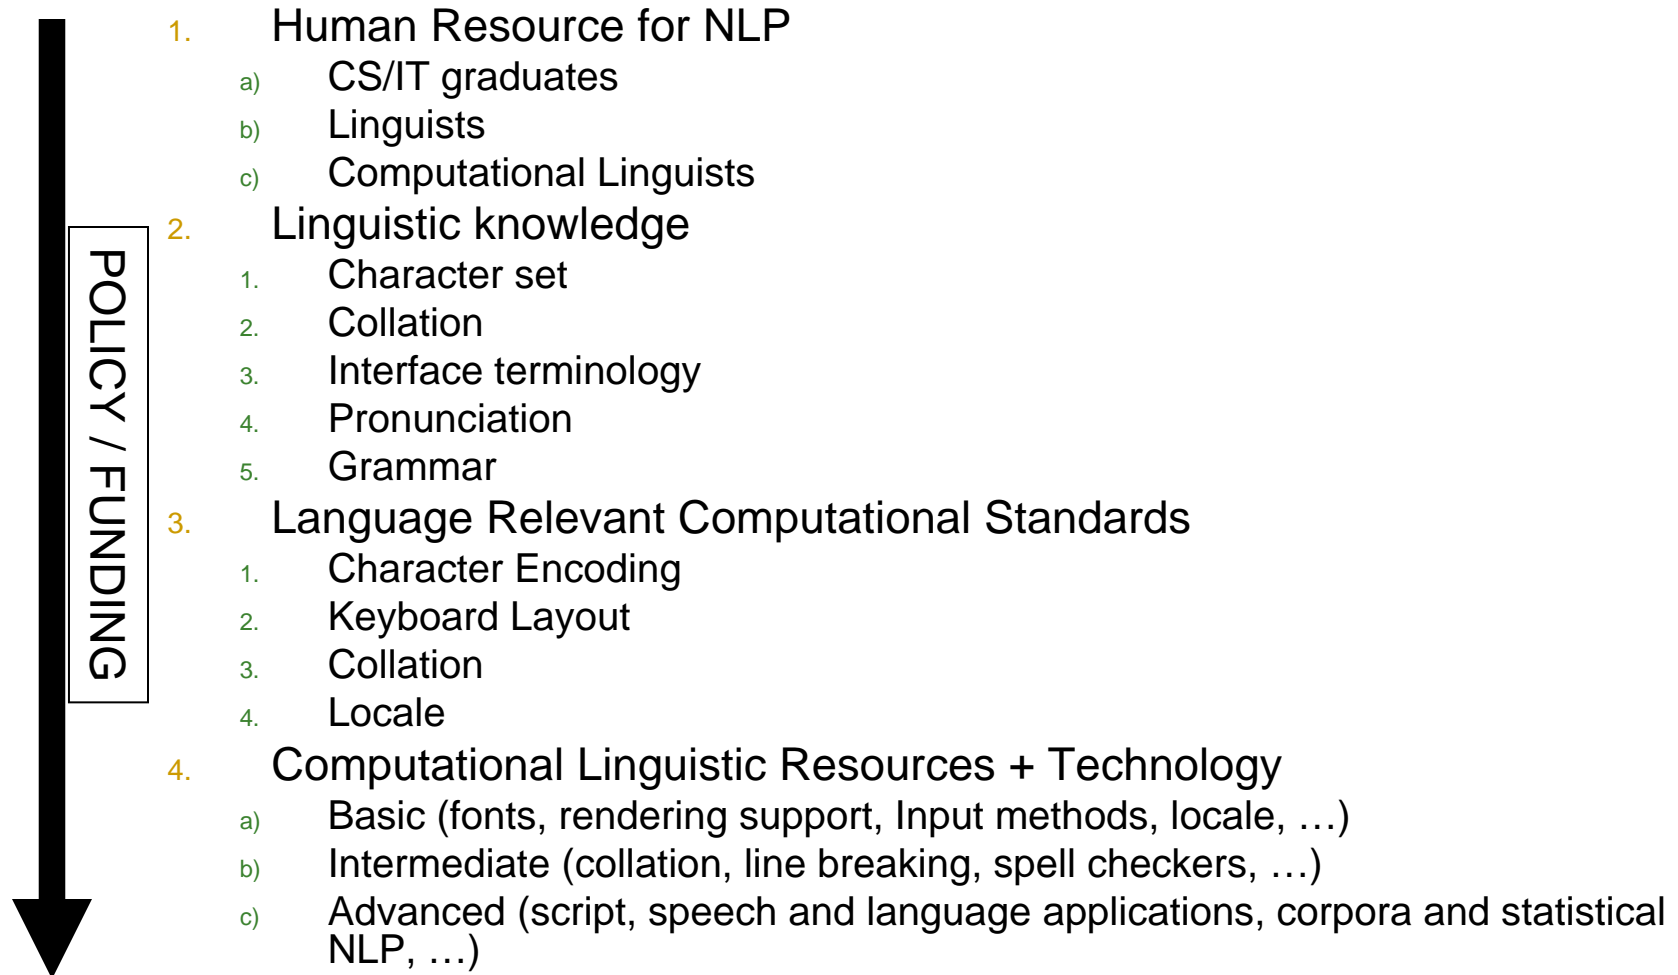 1. Human Resource for NLP
a) CS/IT graduates
b) Linguists
c) Computational Linguists
2. Linguistic knowledge
1. Character set
2. Collation
3. Interface terminology
4. Pronunciation
5. Grammar
3. Language Relevant Computational Standards
1. Character Encoding
2. Keyboard Layout
3. Collation
4. Locale
4. Computational Linguistic Resources + Technology
a) Basic (fonts, rendering support, Input methods, locale, …)
b) Intermediate (collation, line breaking, spell checkers, …)
c) Advanced (script, speech and language applications, corpora and statistical
NLP, …)
POLICY / FUNDING